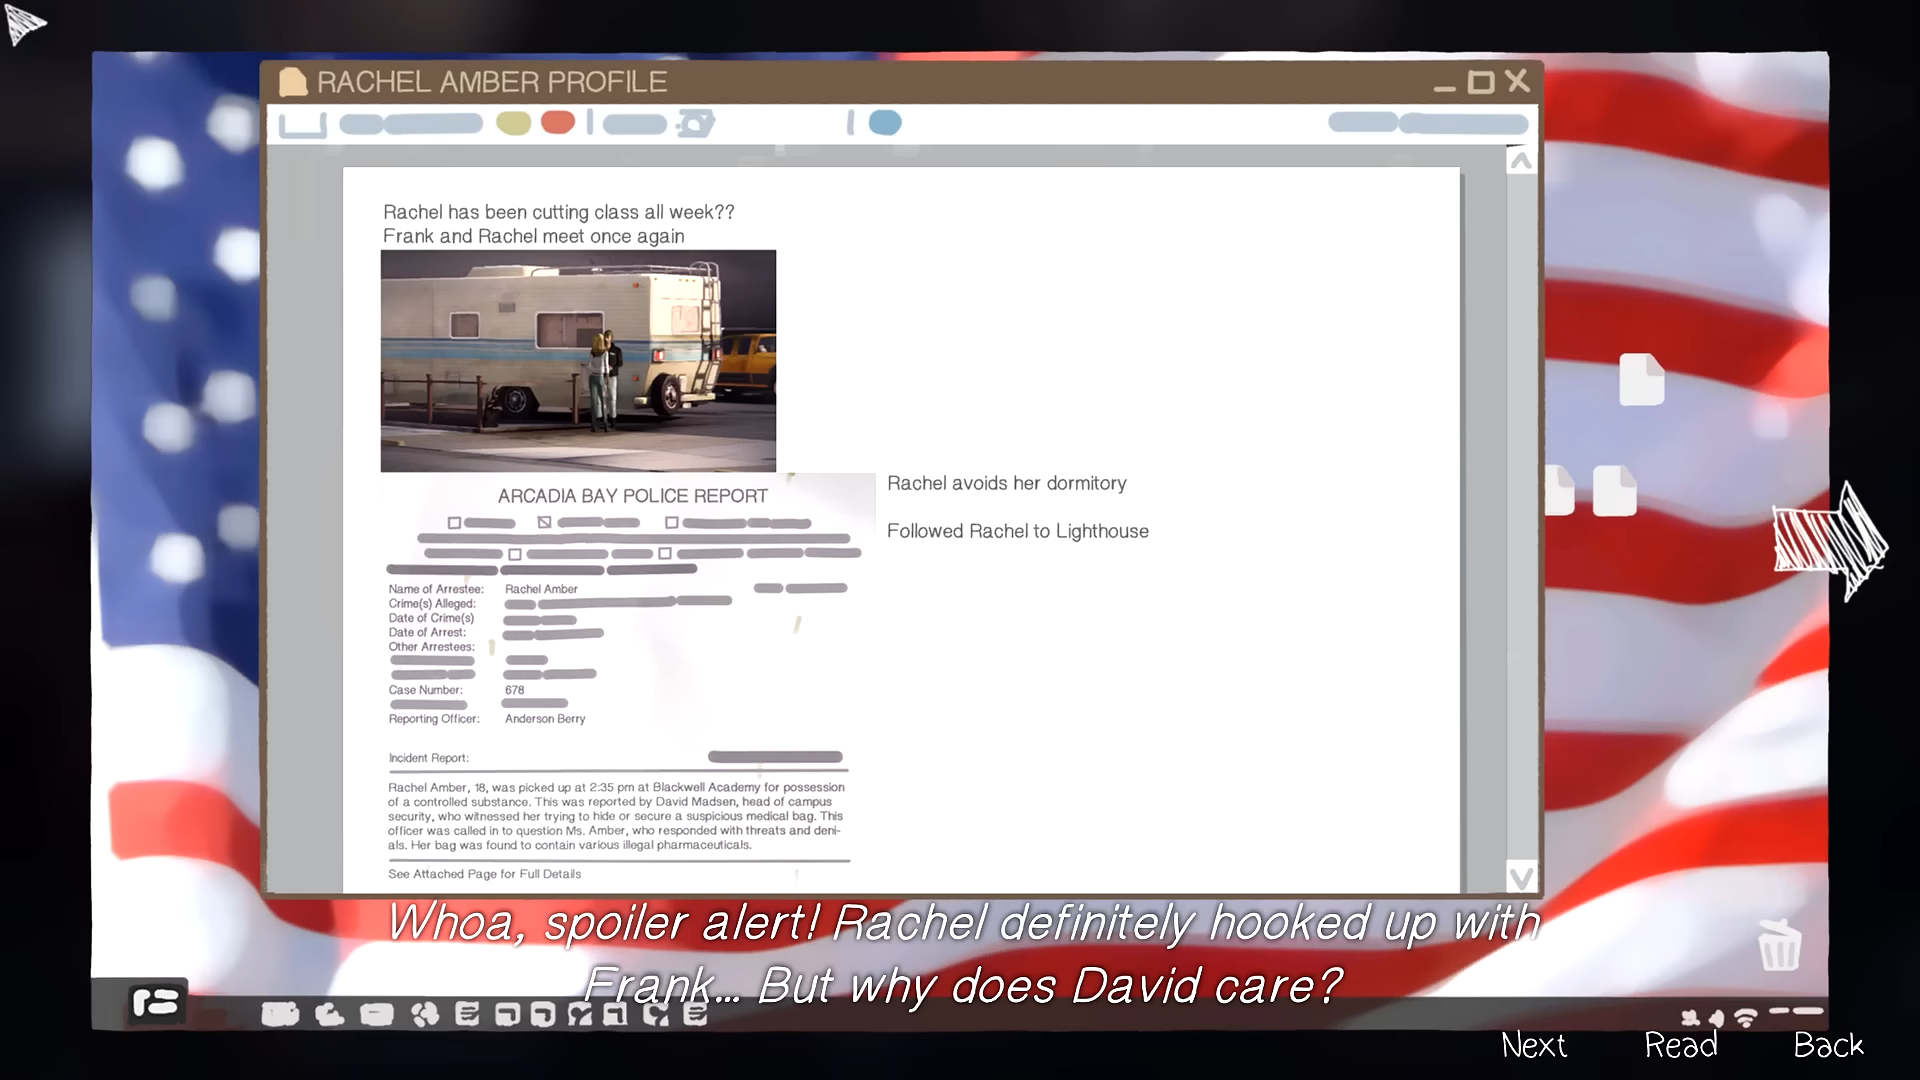 RACHEL AMBER PROFILE
Rachel has been cutting class all week??
Frank and Rachel meet once again
ARCADIA BAY POLICE REPORT
Name of Arrestee: Rachel Amber
Crime(s) Alleged:
Date of Crime(s)
Date of Arrest:
Other Arrestees:
Case Number: 678
Reporting Officer: Anderson Berry
Incident Report:
Rachel Amber, 18, was picked up at 2:35 pm at Blackwell Academy for possession
of a controlled substance. This was reported by David Madsen, head of campus
security, who witnessed her trying to hide or secure a suspicious medical bag. This
officer was called in to question Ms. Amber, who responded with threats and deni-
als. Her bag was found to contain various illegal pharmaceuticals.
See Attached Page for Full Details
Rachel avoids her dormitory
Followed Rachel to Lighthouse
Whoa, spoiler alert! Rachel definitely hooked up with
Frank... But why does David care?
Next Read Back